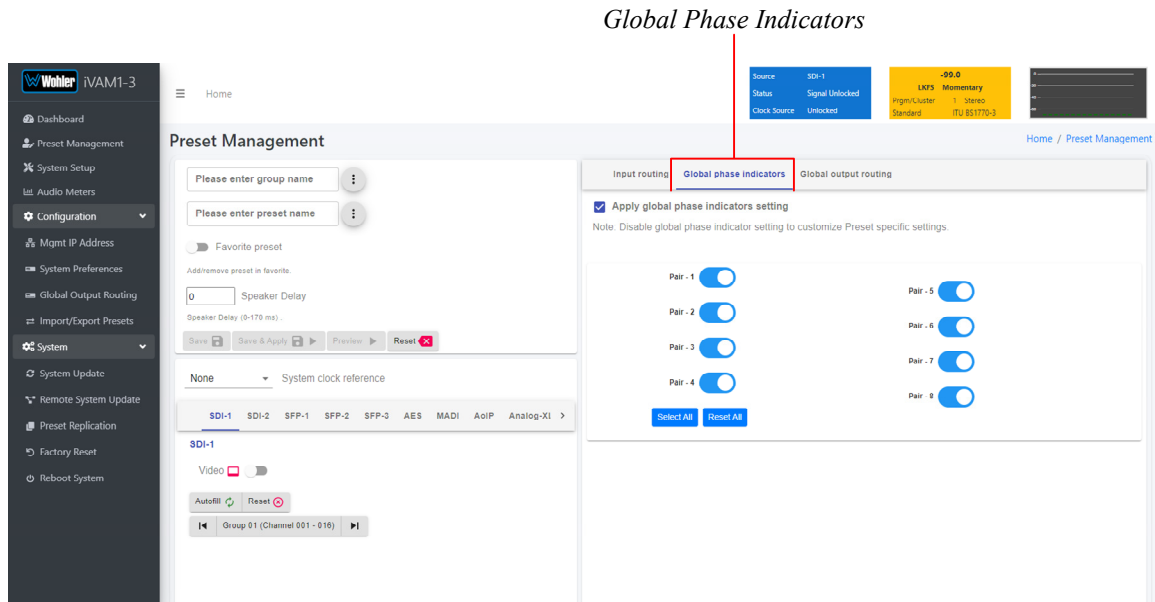 Global Phase Indicators
Wohler iVAM1-3
Dashboard
Preset Management
System Setup
Audio Meters
Configuration
Mgmt IP Address
System Preferences
Global Output Routing
Import/Export Presets
System
System Update
Remote System Update
Preset Replication
Factory Reset
Reboot System
Home
Source SDI-1
Status Signal Unlocked
Clock Source Unlocked
-99.0
LKFS Momentary
Prgm/Cluster 1 Stereo
Standard ITU BS1770-3
Preset Management
Home / Preset Management
Please enter group name
Please enter preset name
Favorite preset
Add/remove preset in favorite.
0 Speaker Delay
Speaker Delay (0-170 ms) .
Save Save & Apply Preview Reset
None System clock reference
SDI-1 SDI-2 SFP-1 SFP-2 SFP-3 AES MADI AoIP Analog-XL
SDI-1
Video
Autofill Reset
Group 01 (Channel 001 - 016)
Input routing Global phase indicators Global output routing
Apply global phase indicators setting
Note: Disable global phase indicator setting to customize Preset specific settings.
Pair - 1
Pair - 2
Pair - 3
Pair - 4
Pair - 5
Pair - 6
Pair - 7
Pair - 8
Select All Reset All